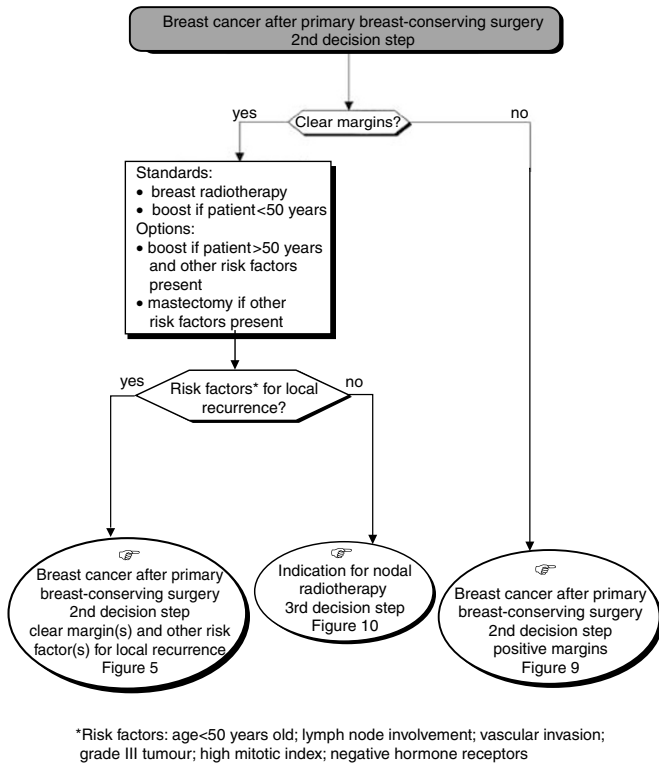 Breast cancer after primary breast-conserving surgery
2nd decision step
yes
Clear margins?
no
Standards:
• breast radiotherapy
• boost if patient<50 years
Options:
• boost if patient>50 years
and other risk factors
present
• mastectomy if other
risk factors present
yes
Risk factors* for local
recurrence?
no
Breast cancer after primary
breast-conserving surgery
2nd decision step
clear margin(s) and other risk
factor(s) for local recurrence
Figure 5
Indication for nodal
radiotherapy
3rd decision step
Figure 10
Breast cancer after primary
breast-conserving surgery
2nd decision step
positive margins
Figure 9
*Risk factors: age<50 years old; lymph node involvement; vascular invasion;
grade III tumour; high mitotic index; negative hormone receptors